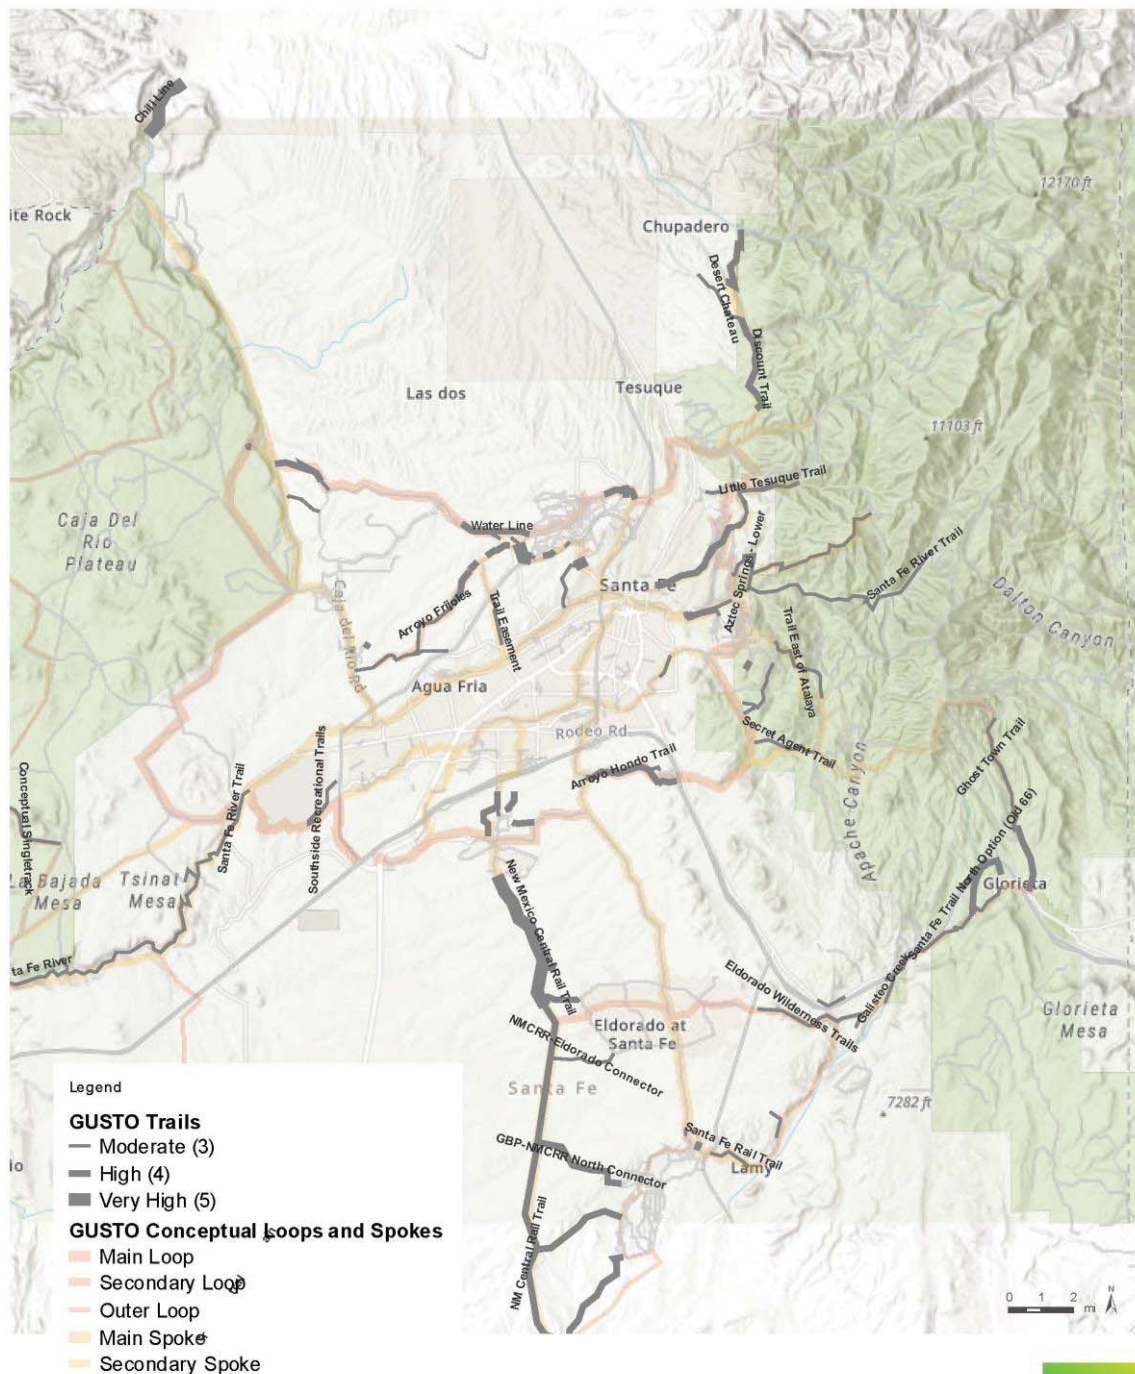 Chili Line
12170 ft
ite Rock
Chupadero
Desert Chateau
Discount Trail
Las dos
Tesuque
11103 ft
Little Tesuque Trail
Caja Del
Rio
Plateau
Water Line
Aztec Springs - Lower
Santa Fe
Santa Fe River Trail
Dalton Canyon
Caja del Rio Rd
Arroyo Frijoles
Trail Easement
Trail East of Atalaya
Agua Fria
Rodeo Rd
Secret Agent Trail
Ghost Town Trail
Arroyo Hondo Trail
Apache Canyon
Conceptual Singletrack
Santa Fe River Trail
Southside Recreational Trails
La Bajada
Mesa
Tsinat
Mesa
Santa Fe Trail North Option (Old 66)
Glorieta
New Mexico Central Rail Trail
ta Fe River
Eldorado Wilderness Trails
Galisteo Creek
Glorieta
Mesa
Eldorado at
Santa Fe
NMCRR-Eldorado Connector
Santa Fe
7282 ft
Santa Fe Rail Trail
GBP-NMCRR North Connector
Lamy
NM Central Rail Trail
Legend
GUSTO Trails
Moderate (3)
High (4)
Very High (5)
GUSTO Conceptual Loops and Spokes
Main Loop
Secondary Loop
Outer Loop
Main Spoke
Secondary Spoke
0 1 2
mi
N